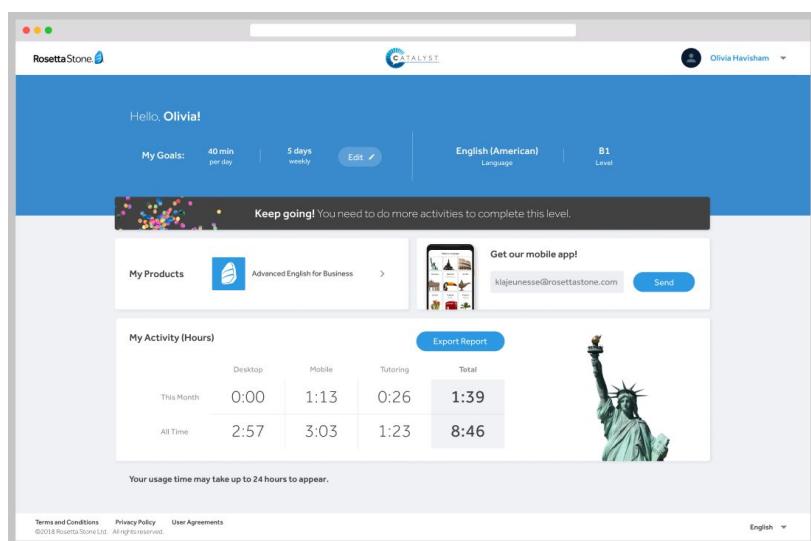 RosettaStone.
CATALYST
Olivia Havisham
Hello, Olivia!
My Goals:
40 min
per day
5 days
weekly
Edit
English (American)
Language
B1
Level
Keep going! You need to do more activities to complete this level.
My Products
Advanced English for Business
Get our mobile app!
klajeunesse@rosettastone.com
Send
My Activity (Hours)
Export Report
Desktop Mobile Tutoring Total
This Month 0:00 1:13 0:26 1:39
All Time 2:57 3:03 1:23 8:46
Your usage time may take up to 24 hours to appear.
Terms and Conditions Privacy Policy User Agreements
©2018 Rosetta Stone Ltd. All rights reserved.
English